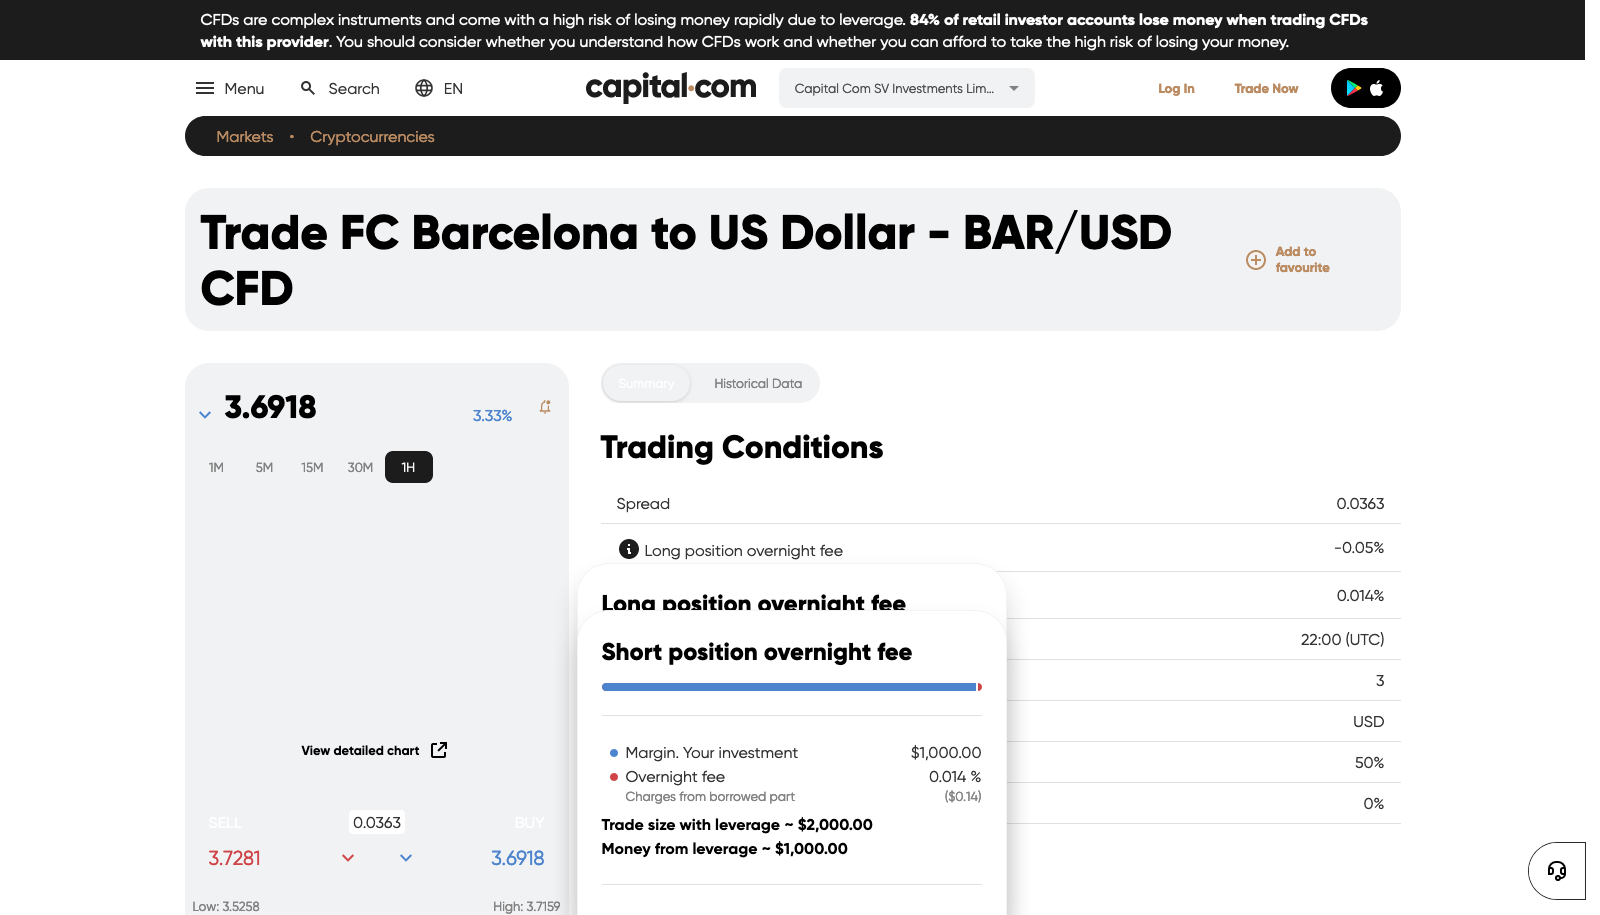 CFDs are complex instruments and come with a high risk of losing money rapidly due to leverage. 84% of retail investor accounts lose money when trading CFDs
with this provider. You should consider whether you understand how CFDs work and whether you can afford to take the high risk of losing your money.
Menu Search EN capital.com Capital Com SV Investments Lim... Log In Trade Now
Markets • Cryptocurrencies
Trade FC Barcelona to US Dollar - BAR/USD
CFD
Add to
favourite
3.6918 3.33%
1M 5M 15M 30M 1H
View detailed chart
SELL 0.0363 BUY
3.7281 3.6918
Low: 3.5258 High: 3.7159
Summary Historical Data
Trading Conditions
Spread 0.0363
Long position overnight fee -0.05%
0.014%
22:00 (UTC)
3
USD
50%
0%
Long position overnight fee
Short position overnight fee
Margin. Your investment $1,000.00
Overnight fee 0.014 %
Charges from borrowed part ($0.14)
Trade size with leverage ~ $2,000.00
Money from leverage ~ $1,000.00